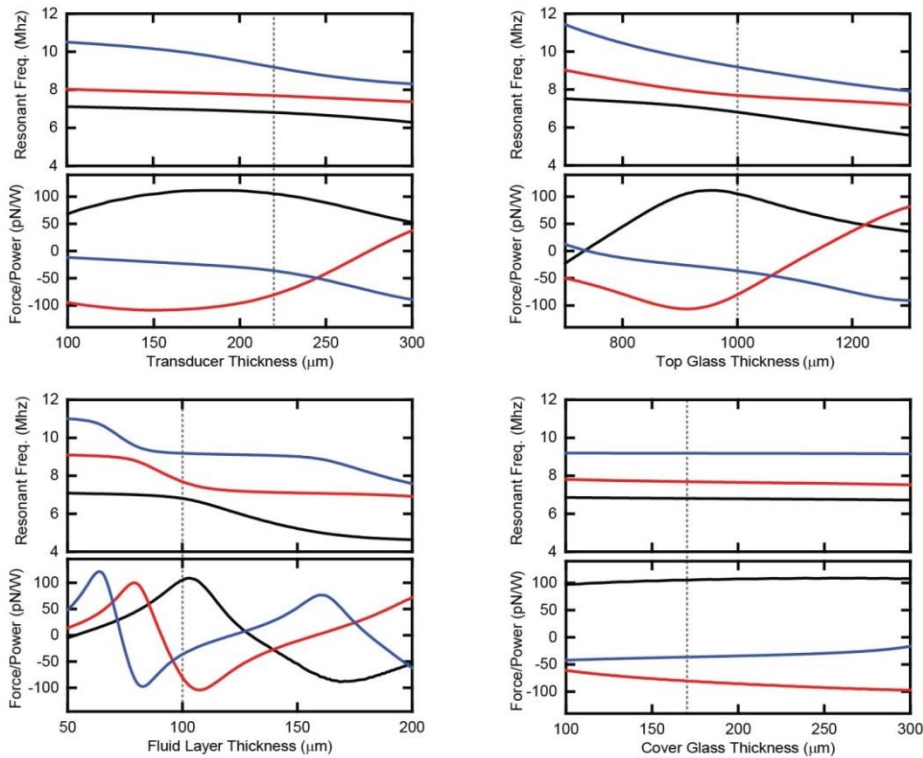 12
10
8
6
4
Resonant Freq. (Mhz)
100
50
0
-50
-100
Force/Power (pN/W)
100 150 200 250 300
Transducer Thickness (μm)
12
10
8
6
4
Resonant Freq. (Mhz)
100
50
0
-50
-100
Force/Power (pN/W)
800 1000 1200
Top Glass Thickness (μm)
12
10
8
6
4
Resonant Freq. (Mhz)
100
50
0
-50
-100
Force/Power (pN/W)
50 100 150 200
Fluid Layer Thickness (μm)
12
10
8
6
4
Resonant Freq. (Mhz)
100
50
0
-50
-100
Force/Power (pN/W)
100 150 200 250 300
Cover Glass Thickness (μm)